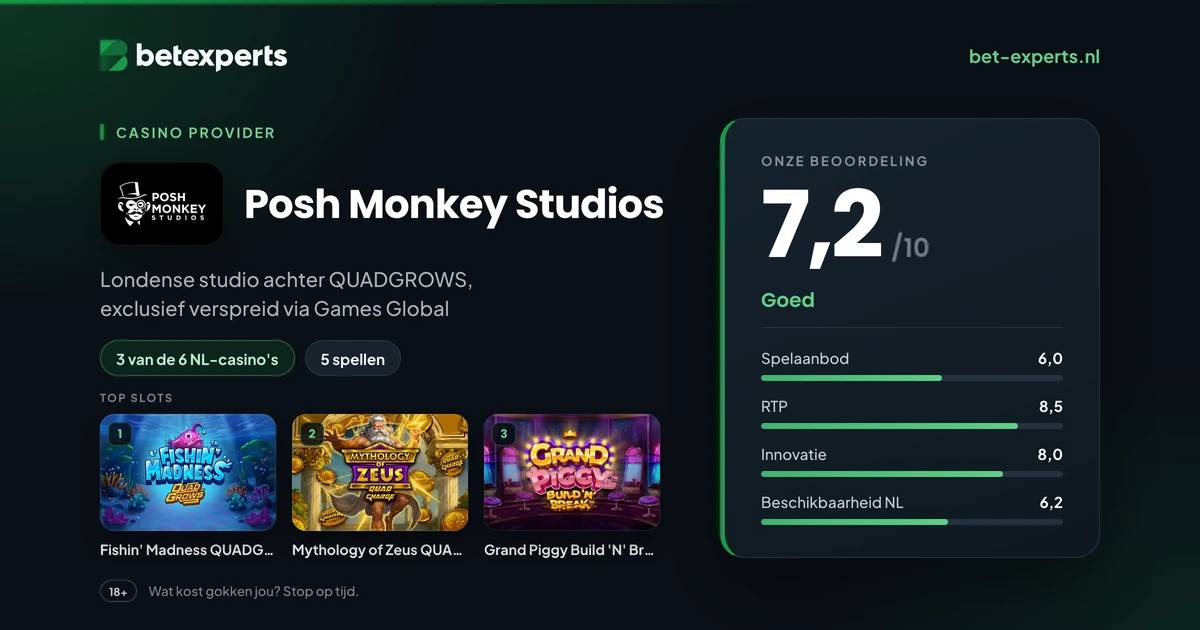 betexperts
bet-experts.nl
CASINO PROVIDER
POSH
MONKEY
STUDIOS
Posh Monkey Studios
Londense studio achter QUADGROWS,
exclusief verspreid via Games Global
3 van de 6 NL-casino's
5 spellen
TOP SLOTS
1
FISHIN'
MADNESS
QUAD
GROWS
2
MYTHOLOGY
OF
ZEUS
QUAD
CHARGE
3
GRAND
PIGGY
BUILD 'N'
BREAK
Fishin' Madness QUADG...
Mythology of Zeus QUA...
Grand Piggy Build 'N' Br...
18+
Wat kost gokken jou? Stop op tijd.
ONZE BEOORDELING
7,2 /10
Goed
Spelaanbod 6,0
RTP 8,5
Innovatie 8,0
Beschikbaarheid NL 6,2